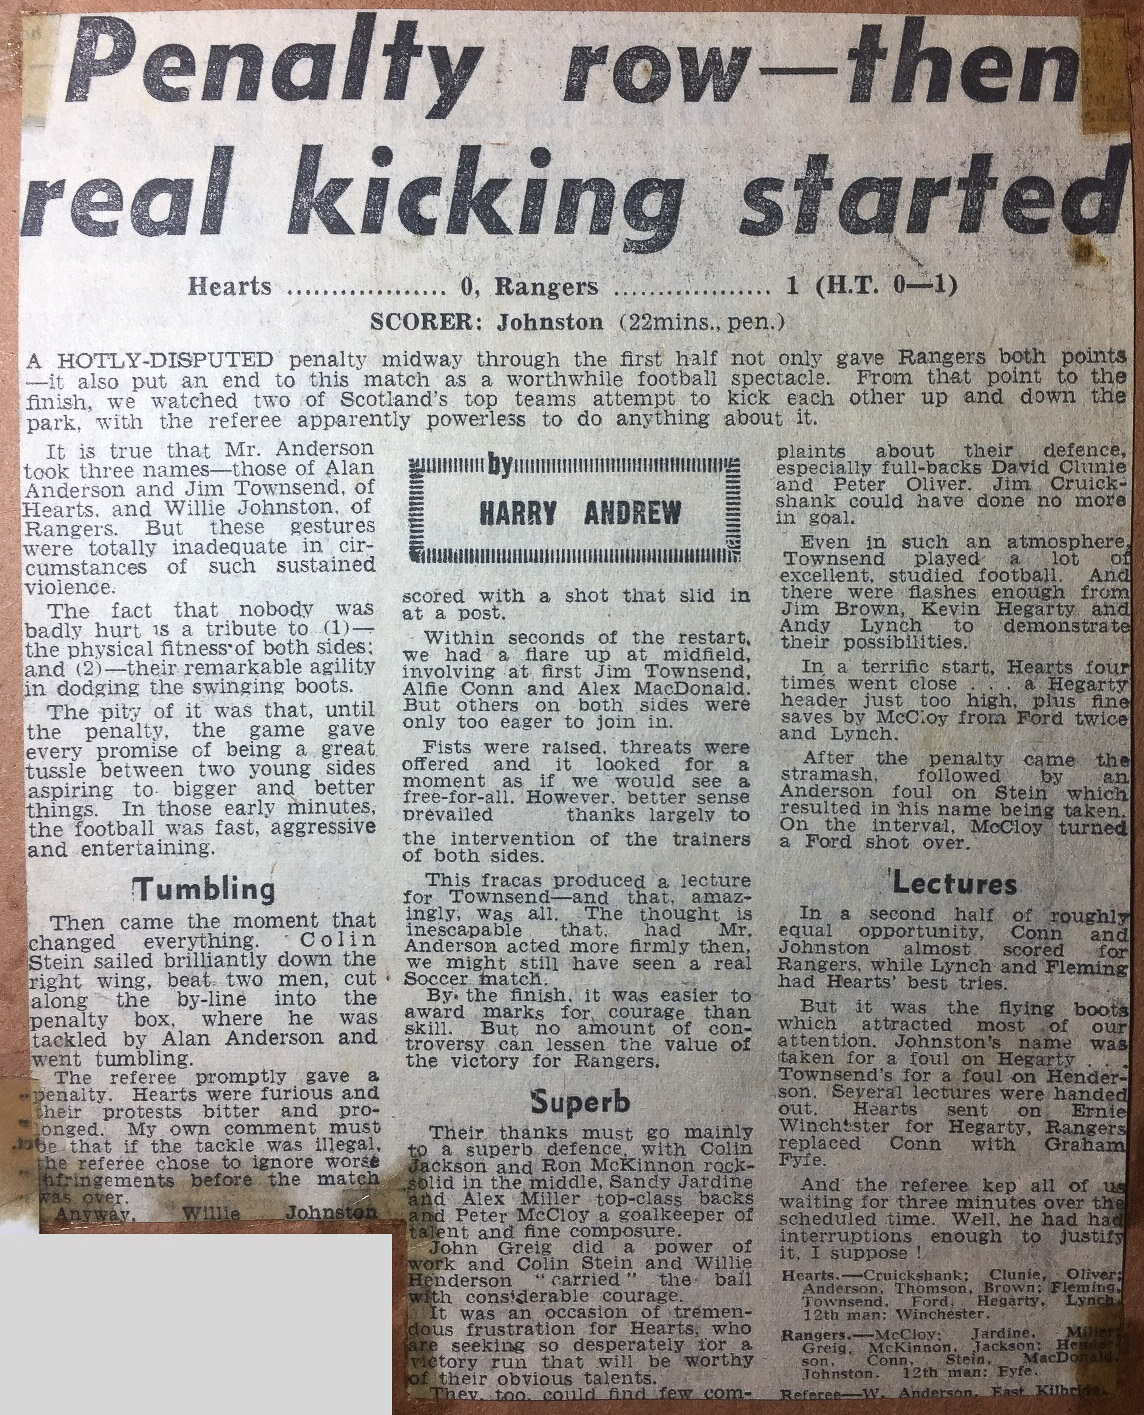 Penalty row—then
real kicking started
Hearts .................. 0, Rangers .................. 1 (H.T. 0—1)
SCORER: Johnston (22mins., pen.)
A HOTLY-DISPUTED penalty midway through the first half not only gave Rangers both points
—it also put an end to this match as a worthwhile football spectacle. From that point to the
finish, we watched two of Scotland's top teams attempt to kick each other up and down the
park, with the referee apparently powerless to do anything about it.
It is true that Mr. Anderson
took three names—those of Alan
Anderson and Jim Townsend, of
Hearts, and Willie Johnston, of
Rangers. But these gestures
were totally inadequate in cir-
cumstances of such sustained
violence.
The fact that nobody was
badly hurt is a tribute to (1)—
the physical fitness of both sides;
and (2)—their remarkable agility
in dodging the swinging boots.
The pity of it was that, until
the penalty, the game gave
every promise of being a great
tussle between two young sides
aspiring to bigger and better
things. In those early minutes,
the football was fast, aggressive
and entertaining.
Tumbling
Then came the moment that
changed everything. Colin
Stein sailed brilliantly down the
right wing, beat two men, cut
along the by-line into the
penalty box, where he was
tackled by Alan Anderson and
went tumbling.
The referee promptly gave a
penalty. Hearts were furious and
their protests bitter and pro-
longed. My own comment must
be that if the tackle was illegal,
the referee chose to ignore worse
infringements before the match
was over.
Anyway, Willie Johnston
by
HARRY ANDREW
scored with a shot that slid in
at a post.
Within seconds of the restart,
we had a flare up at midfield,
involving at first Jim Townsend,
Alfie Conn and Alex MacDonald.
But others on both sides were
only too eager to join in.
Fists were raised, threats were
offered and it looked for a
moment as if we would see a
free-for-all. However, better sense
prevailed thanks largely to
the intervention of the trainers
of both sides.
This fracas produced a lecture
for Townsend—and that, amaz-
ingly, was all. The thought is
inescapable that, had Mr.
Anderson acted more firmly then,
we might still have seen a real
Soccer match.
By the finish, it was easier to
award marks for courage than
skill. But no amount of con-
troversy can lessen the value of
the victory for Rangers.
Superb
Their thanks must go mainly
to a superb defence, with Colin
Jackson and Ron McKinnon rock-
solid in the middle, Sandy Jardine
and Alex Miller top-class backs
and Peter McCloy a goalkeeper of
talent and fine composure.
John Greig did a power of
work and Colin Stein and Willie
Henderson "carried" the ball
with considerable courage.
It was an occasion of tremen-
dous frustration for Hearts, who
are seeking so desperately for a
victory run that will be worthy
of their obvious talents.
They, too, could find few com-
plaints about their defence,
especially full-backs David Clunie
and Peter Oliver. Jim Cruick-
shank could have done no more
in goal.
Even in such an atmosphere,
Townsend played a lot of
excellent, studied football. And
there were flashes enough from
Jim Brown, Kevin Hegarty and
Andy Lynch to demonstrate
their possibilities.
In a terrific start, Hearts four
times went close . . . a Hegarty
header just too high, plus fine
saves by McCloy from Ford twice
and Lynch.
After the penalty came the
stramash, followed by an
Anderson foul on Stein which
resulted in his name being taken.
On the interval, McCloy turned
a Ford shot over.
Lectures
In a second half of roughly
equal opportunity, Conn and
Johnston almost scored for
Rangers, while Lynch and Fleming
had Hearts' best tries.
But it was the flying boots
which attracted most of our
attention. Johnston's name was
taken for a foul on Hegarty . . .
Townsend's for a foul on Hender-
son. Several lectures were handed
out. Hearts sent on Ernie
Winchester for Hegarty, Rangers
replaced Conn with Graham
Fyfe.
And the referee kep all of us
waiting for three minutes over the
scheduled time. Well, he had had
interruptions enough to justify
it, I suppose !
Hearts.—Cruickshank; Clunie, Oliver;
Anderson, Thomson, Brown; Fleming,
Townsend, Ford, Hegarty, Lynch.
12th man: Winchester.
Rangers.—McCloy; Jardine, Miller;
Greig, McKinnon, Jackson; Hender-
son, Conn, Stein, MacDonald,
Johnston. 12th man: Fyfe.
Referee—W. Anderson, East Kilbride.